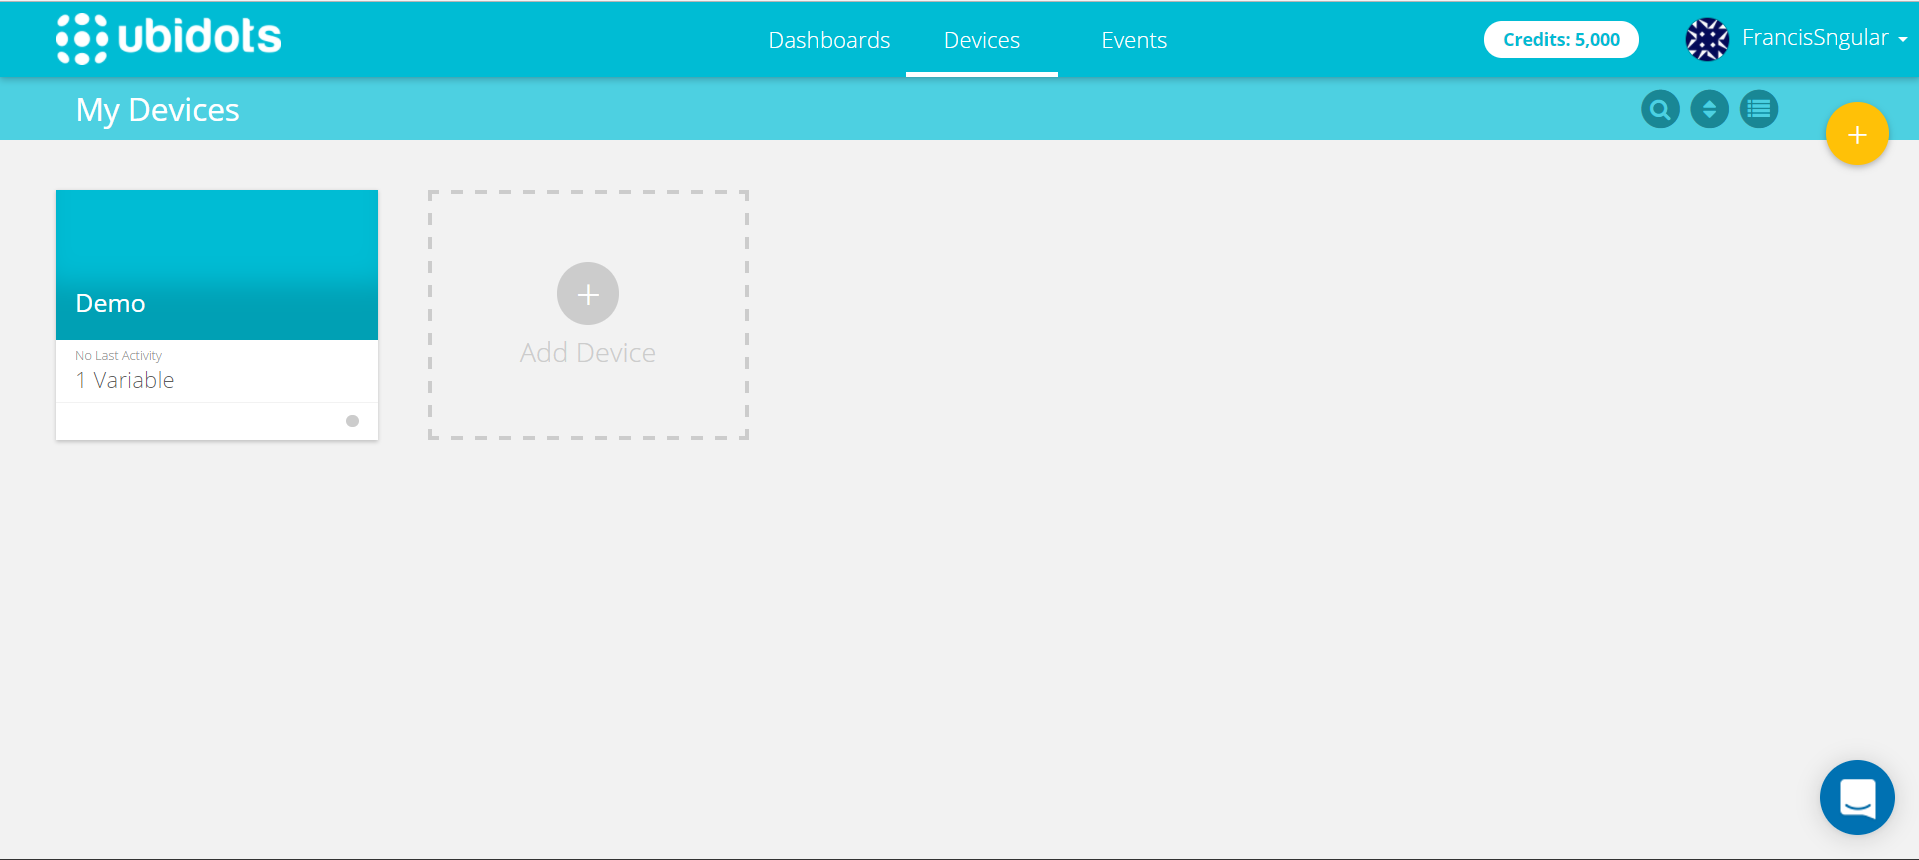 ubidots
Dashboards
Devices
Events
Credits: 5,000
FrancisSngular
My Devices
Demo
No Last Activity
1 Variable
Add Device